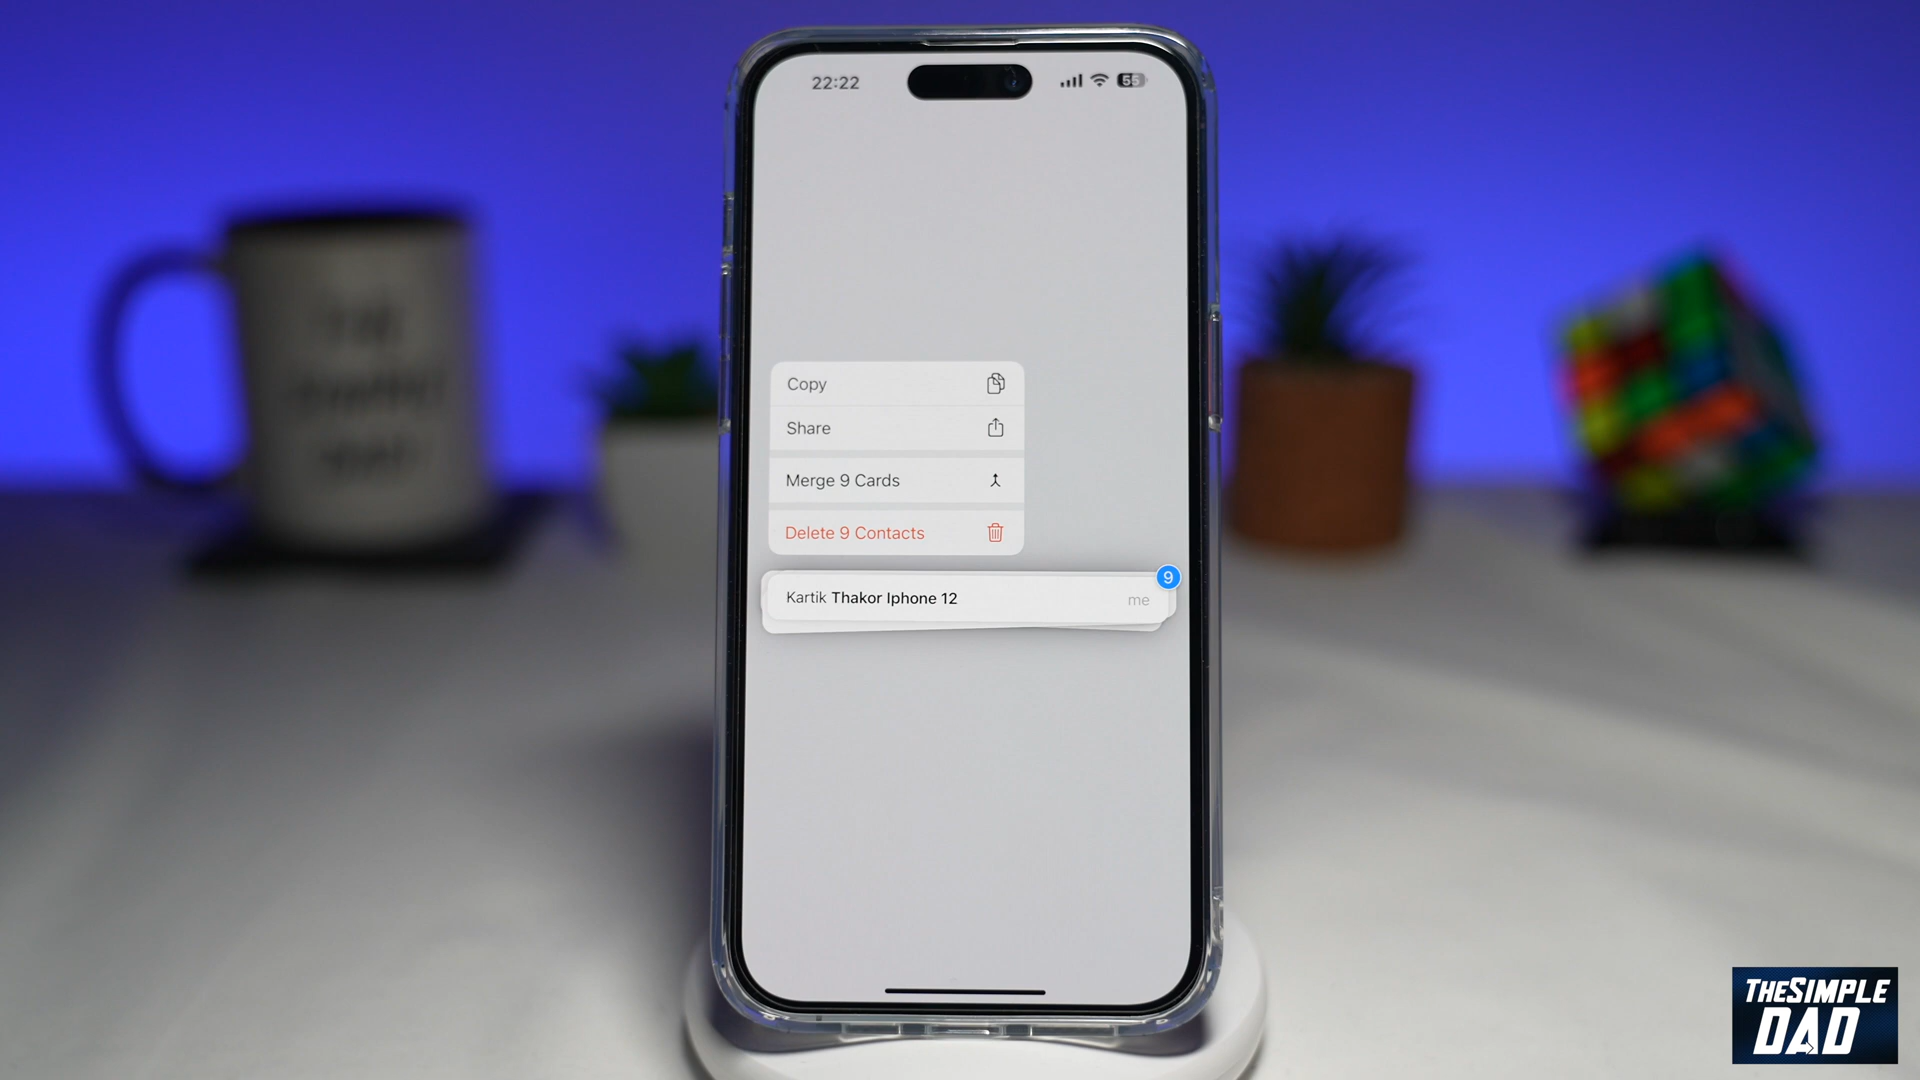 22:22
55
Copy
Share
Merge 9 Cards
Delete 9 Contacts
9
Kartik Thakor Iphone 12
me
THESIMPLE
DAD